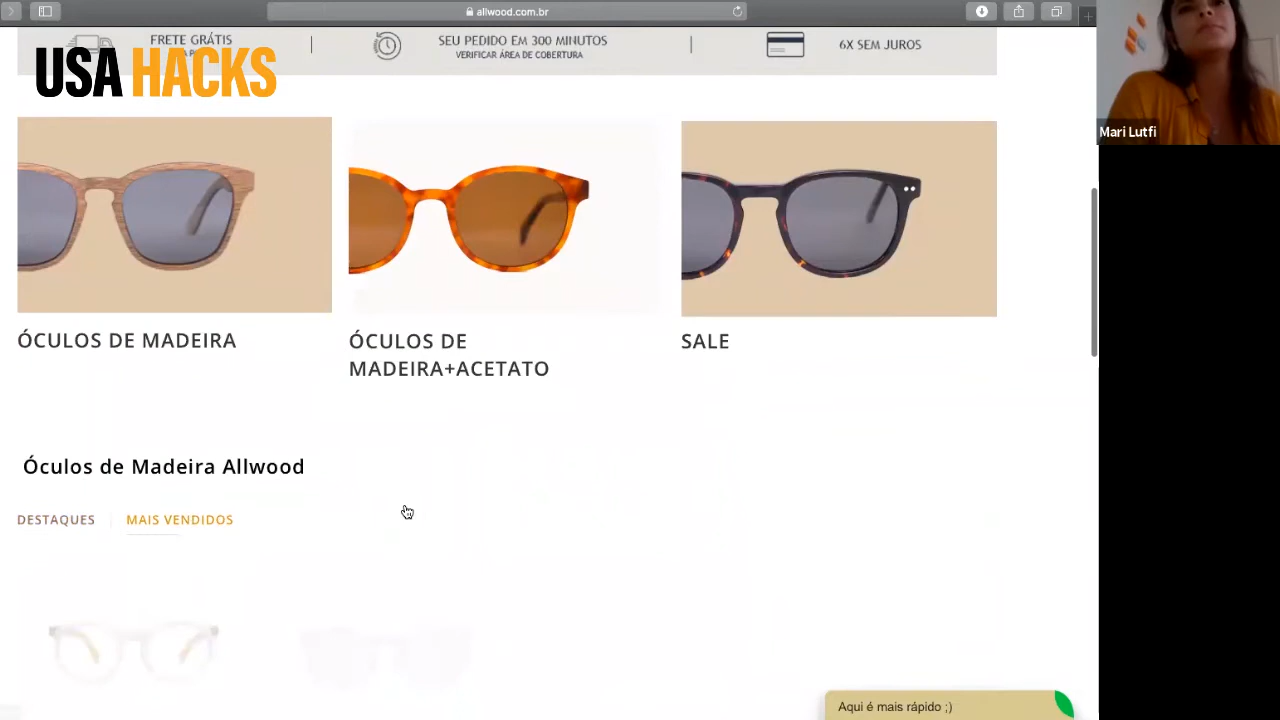 allwood.com.br
FRETE GRÁTIS
SEU PEDIDO EM 300 MINUTOS
VERIFICAR ÁREA DE COBERTURA
6X SEM JUROS
USA HACKS
Mari Lutfi
ÓCULOS DE MADEIRA
ÓCULOS DE
MADEIRA+ACETATO
SALE
Óculos de Madeira Allwood
DESTAQUES
MAIS VENDIDOS
Aqui é mais rápido ;)